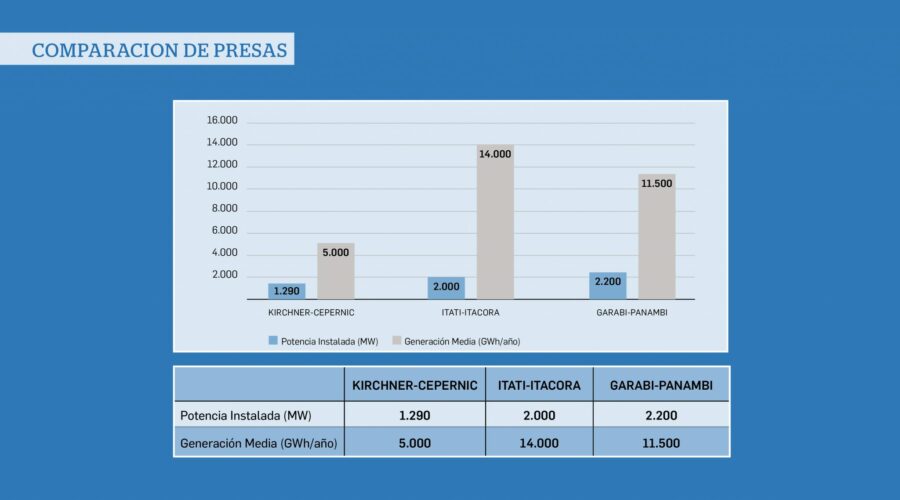 COMPARACION DE PRESAS
16.000
14.000
12.000
10.000
8.000
6.000
4.000
2.000
1.290
5.000
2.000
14.000
2.200
11.500
KIRCHNER-CEPERNIC
ITATI-ITACORA
GARABI-PANAMBI
Potencia Instalada (MW)
Generación Media (GWh/año)
KIRCHNER-CEPERNIC ITATI-ITACORA GARABI-PANAMBI
Potencia Instalada (MW) 1.290 2.000 2.200
Generación Media (GWh/año) 5.000 14.000 11.500